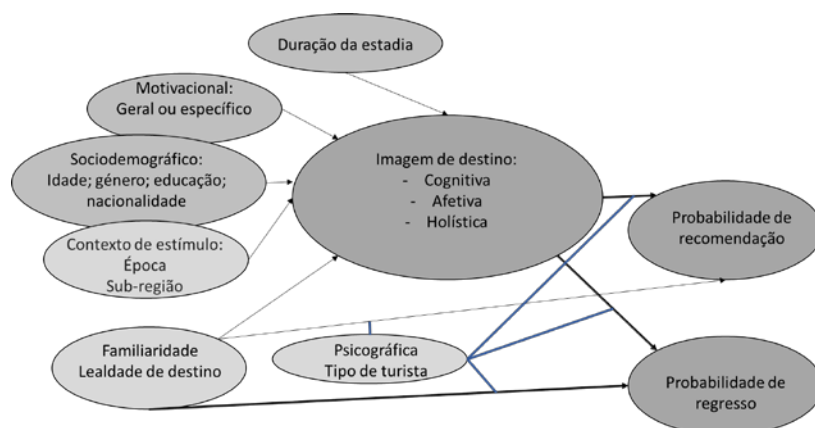 Duração da estadia
Motivacional:
Geral ou específico
Sociodemográfico:
Idade; género; educação;
nacionalidade
Contexto de estímulo:
Época
Sub-região
Imagem de destino:
- Cognitiva
- Afetiva
- Holística
Probabilidade de
recomendação
Familiaridade
Lealdade de destino
Psicográfica
Tipo de turista
Probabilidade de
regresso